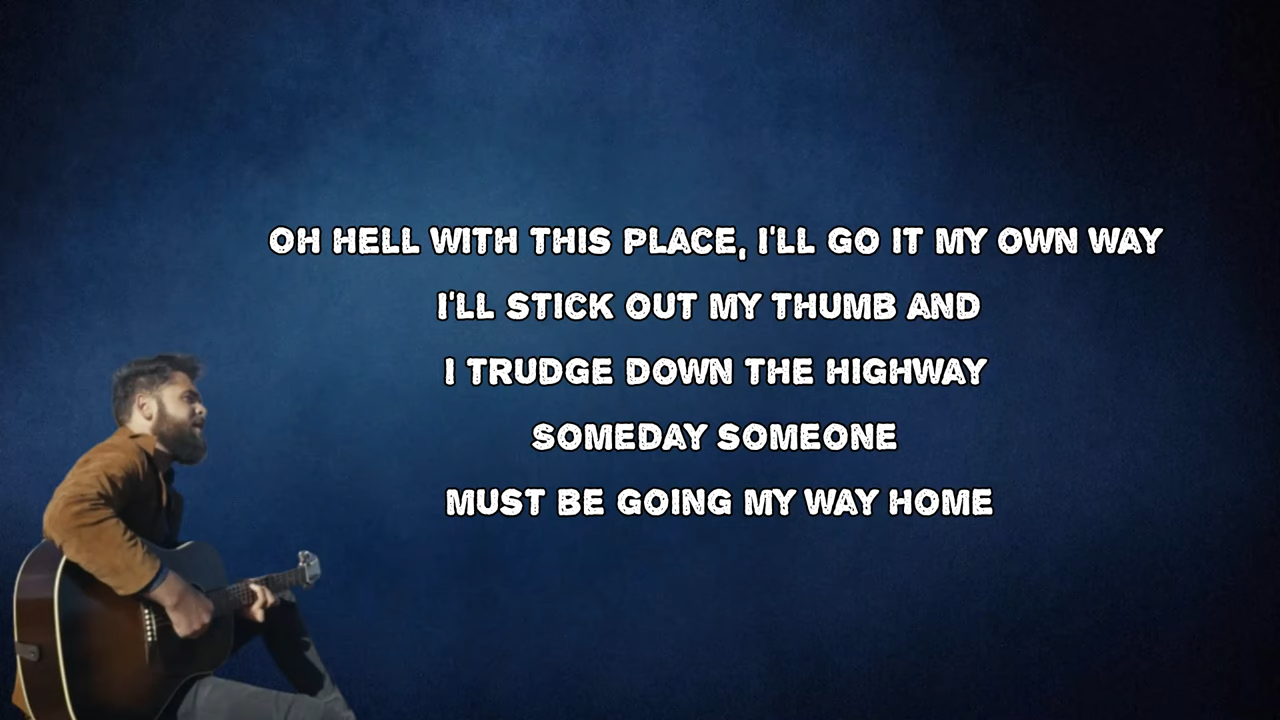 OH HELL WITH THIS PLACE, I'LL GO IT MY OWN WAY
I'LL STICK OUT MY THUMB AND
I TRUDGE DOWN THE HIGHWAY
SOMEDAY SOMEONE
MUST BE GOING MY WAY HOME